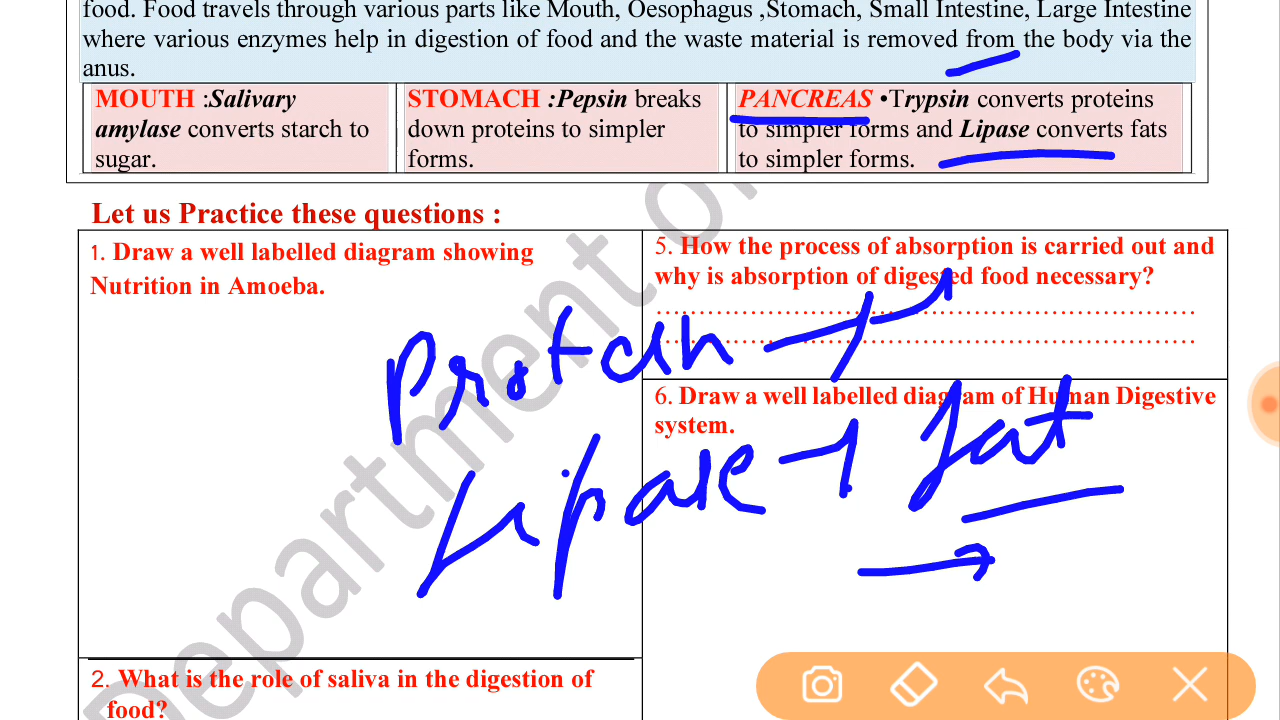 food. Food travels through various parts like Mouth, Oesophagus ,Stomach, Small Intestine, Large Intestine
where various enzymes help in digestion of food and the waste material is removed from the body via the
anus.
MOUTH :Salivary
amylase converts starch to
sugar.
STOMACH :Pepsin breaks
down proteins to simpler
forms.
PANCREAS •Trypsin converts proteins
to simpler forms and Lipase converts fats
to simpler forms.
Let us Practice these questions :
1. Draw a well labelled diagram showing
Nutrition in Amoeba.
5. How the process of absorption is carried out and
why is absorption of digested food necessary?
6. Draw a well labelled diagram of Human Digestive
system.
Lipase → fat
2. What is the role of saliva in the digestion of
food?
Department of